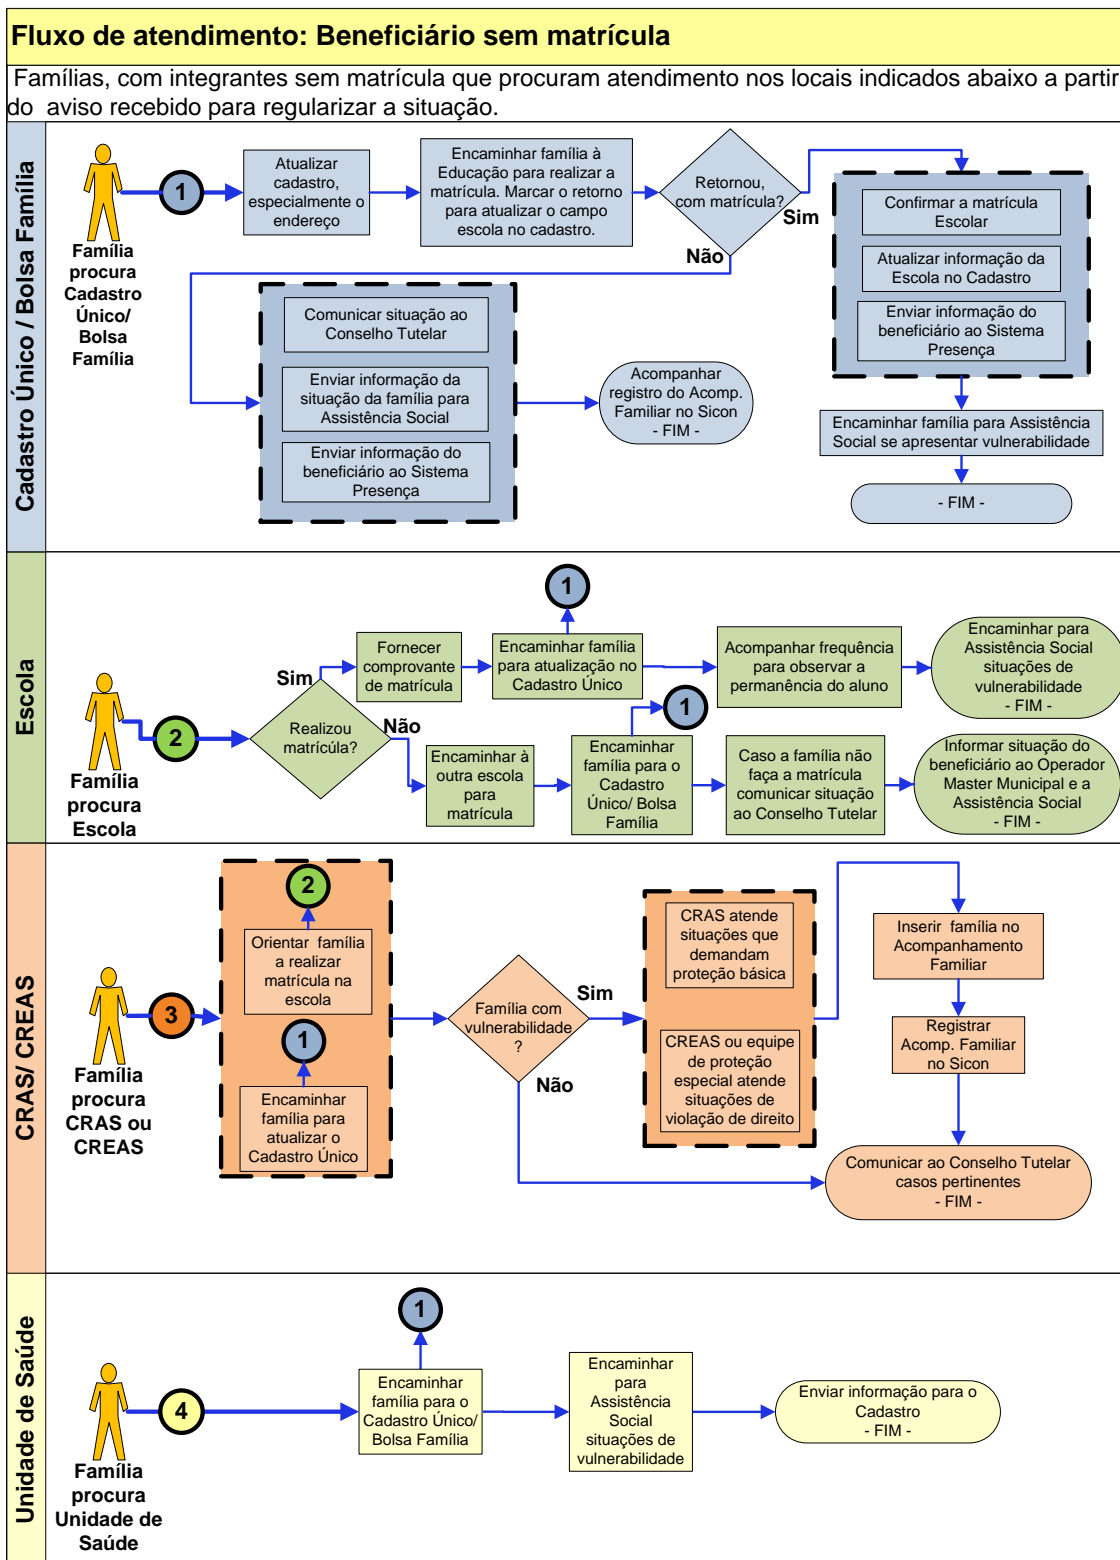 Fluxo de atendimento: Beneficiário sem matrícula
Famílias, com integrantes sem matrícula que procuram atendimento nos locais indicados abaixo a partir
do aviso recebido para regularizar a situação.
Cadastro Único / Bolsa Família
Família
procura
Cadastro
Único/
Bolsa
Família
1
Atualizar
cadastro,
especialmente o
endereço
Encaminhar família à
Educação para realizar a
matrícula. Marcar o retorno
para atualizar o campo
escola no cadastro.
Retornou,
com matrícula?
Sim
Não
Confirmar a matrícula
Escolar
Atualizar informação da
Escola no Cadastro
Enviar informação do
beneficiário ao Sistema
Presença
Encaminhar família para Assistência
Social se apresentar vulnerabilidade
- FIM -
Comunicar situação ao
Conselho Tutelar
Enviar informação da
situação da família para
Assistência Social
Enviar informação do
beneficiário ao Sistema
Presença
Acompanhar
registro do Acomp.
Familiar no Sicon
- FIM -
Escola
Família
procura
Escola
2
Realizou
matrícúla?
Sim
Fornecer
comprovante
de matrícula
1
Encaminhar família
para atualização no
Cadastro Único
Acompanhar frequência
para observar a
permanência do aluno
Encaminhar para
Assistência Social
situações de
vulnerabilidade
- FIM -
Não
Encaminhar à
outra escola
para
matrícula
1
Encaminhar
família para o
Cadastro
Único/ Bolsa
Família
Caso a família não
faça a matrícula
comunicar situação
ao Conselho Tutelar
Informar situação do
beneficiário ao Operador
Master Municipal e a
Assistência Social
- FIM -
CRAS/ CREAS
Família
procura
CRAS ou
CREAS
3
2
Orientar família
a realizar
matrícula na
escola
1
Encaminhar
família para
atualizar o
Cadastro Único
Família com
vulnerabilidade
?
Sim
Não
CRAS atende
situações que
demandam
proteção básica
CREAS ou equipe
de proteção
especial atende
situações de
violação de direito
Inserir família no
Acompanhamento
Familiar
Registrar
Acomp. Familiar
no Sicon
Comunicar ao Conselho Tutelar
casos pertinentes
- FIM -
Unidade de Saúde
Família
procura
Unidade de
Saúde
4
1
Encaminhar
família para o
Cadastro Único/
Bolsa Família
Encaminhar
para
Assistência
Social
situações de
vulnerabilidade
Enviar informação para o
Cadastro
- FIM -